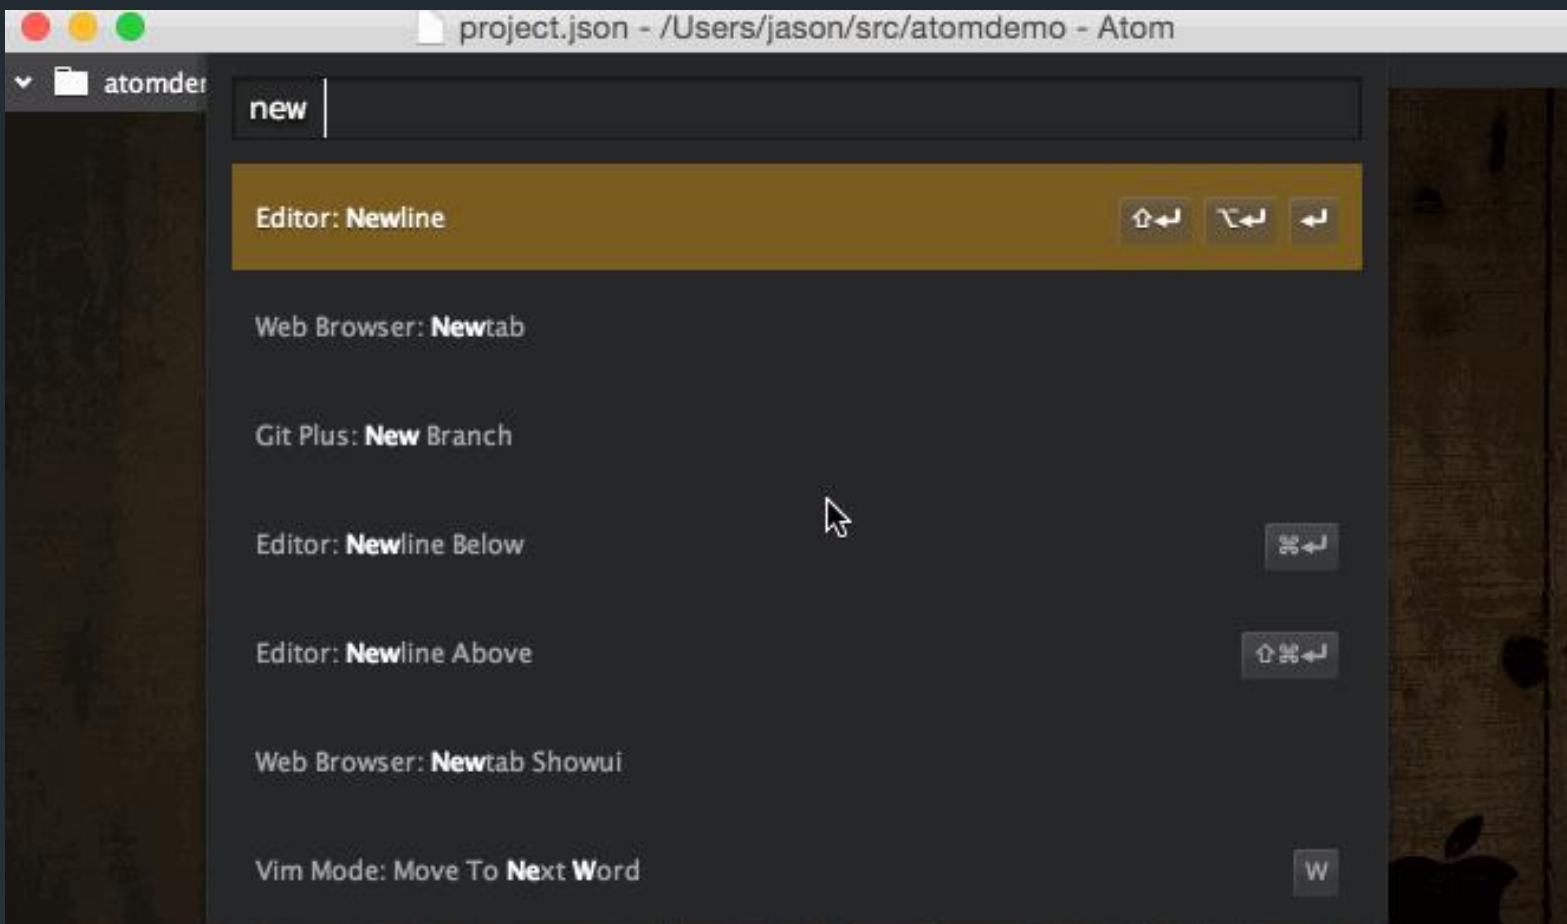 project.json - /Users/jason/src/atomdemo - Atom
atomde
new
Editor: Newline ⇧↵ ⌥↵ ↵
Web Browser: Newtab
Git Plus: New Branch
Editor: Newline Below ⌘↵
Editor: Newline Above ⇧⌘↵
Web Browser: Newtab Showui
Vim Mode: Move To Next Word W